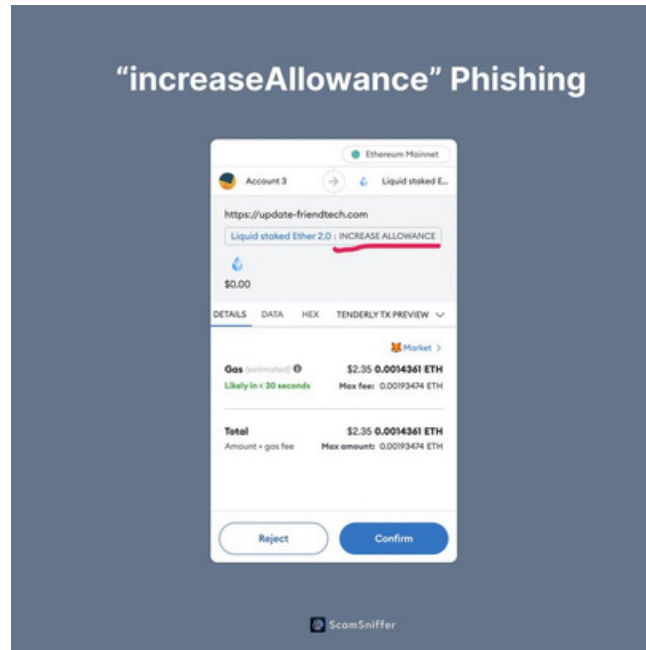 “increaseAllowance” Phishing
Ethereum Mainnet
Account 3
Liquid staked E...
https://update-friendtech.com
Liquid staked Ether 2.0 : INCREASE ALLOWANCE
$0.00
DETAILS DATA HEX TENDERLY TX PREVIEW
Market >
Gas (estimated) $2.35 0.0014361 ETH
Likely in < 30 seconds Max fee: 0.00193474 ETH
Total $2.35 0.0014361 ETH
Amount + gas fee Max amount: 0.00193474 ETH
Reject Confirm
ScamSniffer